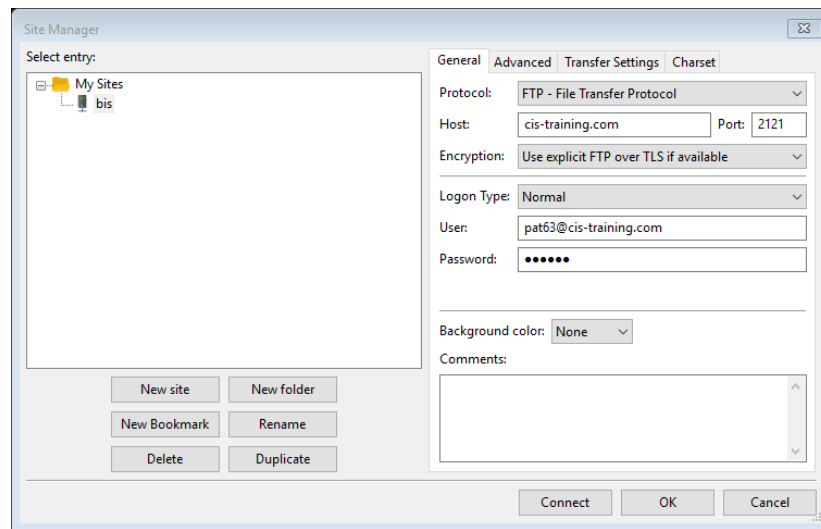 Site Manager
Select entry:
My Sites
bis
New site New folder
New Bookmark Rename
Delete Duplicate
General Advanced Transfer Settings Charset
Protocol: FTP - File Transfer Protocol
Host: cis-training.com Port: 2121
Encryption: Use explicit FTP over TLS if available
Logon Type: Normal
User: pat63@cis-training.com
Password: ●●●●●●
Background color: None
Comments:
Connect OK Cancel